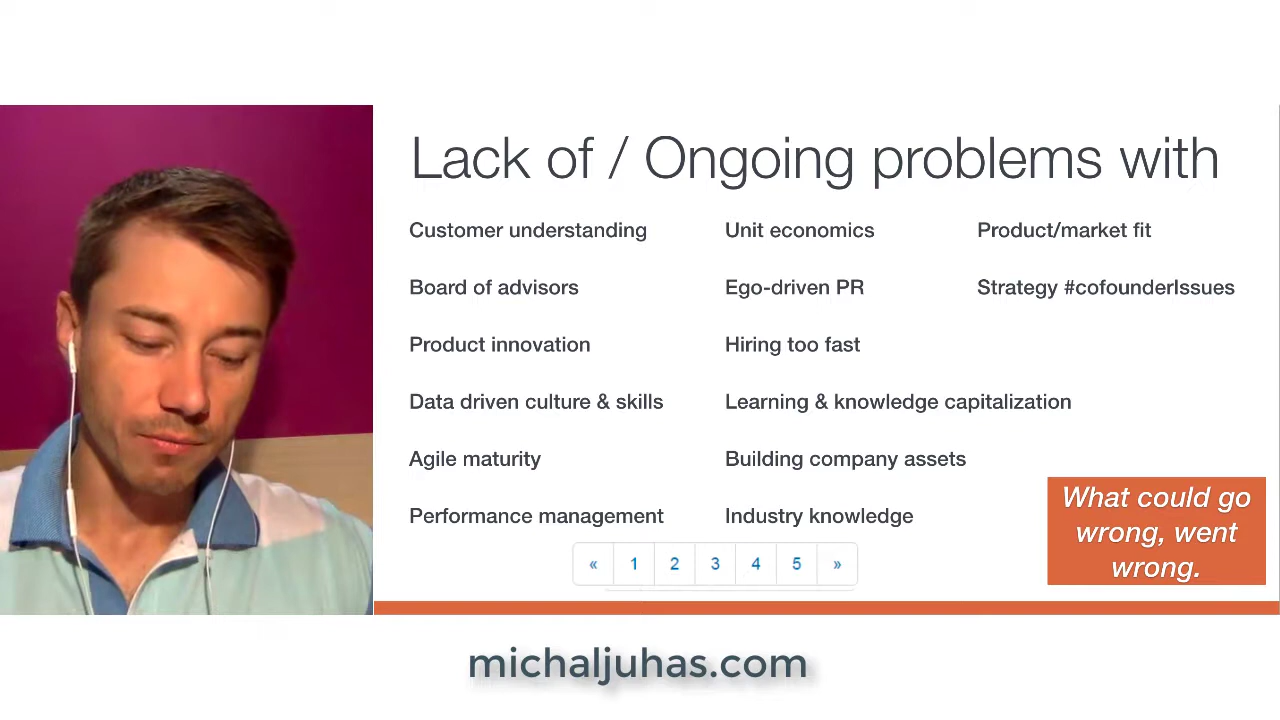 Lack of / Ongoing problems with
Customer understanding
Board of advisors
Product innovation
Data driven culture & skills
Agile maturity
Performance management
Unit economics
Ego-driven PR
Hiring too fast
Learning & knowledge capitalization
Building company assets
Industry knowledge
Product/market fit
Strategy #cofounderIssues
What could go
wrong, went
wrong.
« 1 2 3 4 5 »
michaljuhas.com